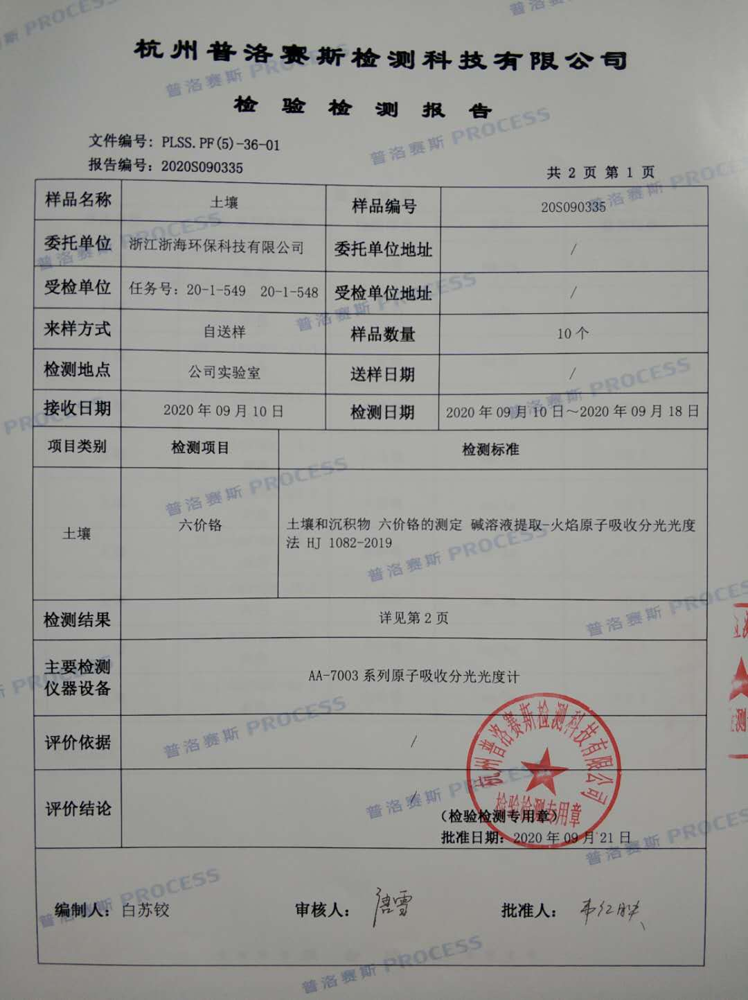 杭州普洛赛斯检测科技有限公司
检验检测报告
文件编号: PLSS.PF(5)-36-01
报告编号: 2020S090335
共 2 页 第 1 页
样品名称 土壤 样品编号 20S090335
委托单位 浙江浙海环保科技有限公司 委托单位地址 /
受检单位 任务号: 20-1-549 20-1-548 受检单位地址 /
来样方式 自送样 样品数量 10 个
检测地点 公司实验室 送样日期 /
接收日期 2020 年 09 月 10 日 检测日期 2020 年 09 月 10 日～2020 年 09 月 18 日
项目类别 检测项目 检测标准
土壤 六价铬 土壤和沉积物 六价铬的测定 碱溶液提取-火焰原子吸收分光光度
法 HJ 1082-2019
检测结果 详见第 2 页
主要检测
仪器设备 AA-7003 系列原子吸收分光光度计
评价依据 /
评价结论 /
(检验检测专用章)
批准日期: 2020 年 09 月 21 日
杭州普洛赛斯检测科技有限公司
检验检测专用章
编制人: 白苏铰 审核人: 唐雪 批准人:
普洛赛斯 PROCESS